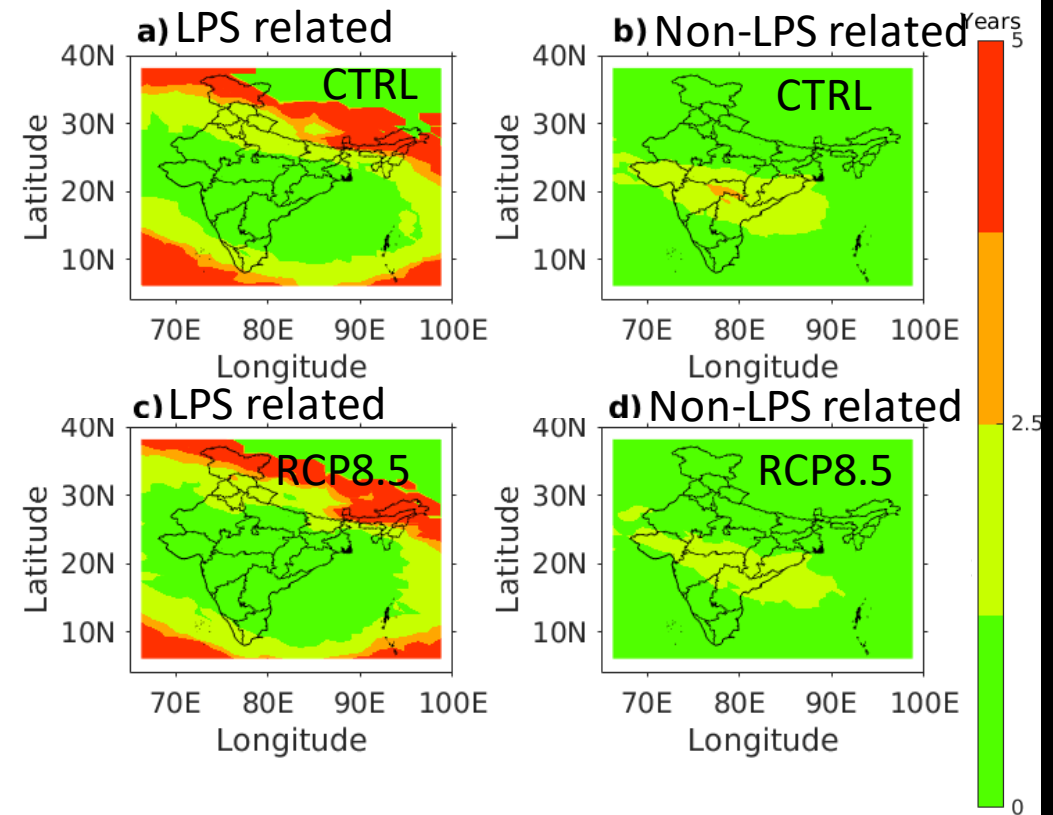 a) LPS related
b) Non-LPS related
Years
5
2.5
0
CTRL
CTRL
40N
30N
20N
10N
Latitude
70E 80E 90E 100E
Longitude
40N
30N
20N
10N
Latitude
70E 80E 90E 100E
Longitude
c) LPS related
d) Non-LPS related
RCP8.5
RCP8.5
40N
30N
20N
10N
Latitude
70E 80E 90E 100E
Longitude
40N
30N
20N
10N
Latitude
70E 80E 90E 100E
Longitude